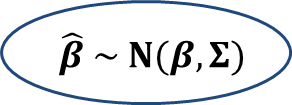 𝜷̂ ~ N(𝜷, 𝚺)